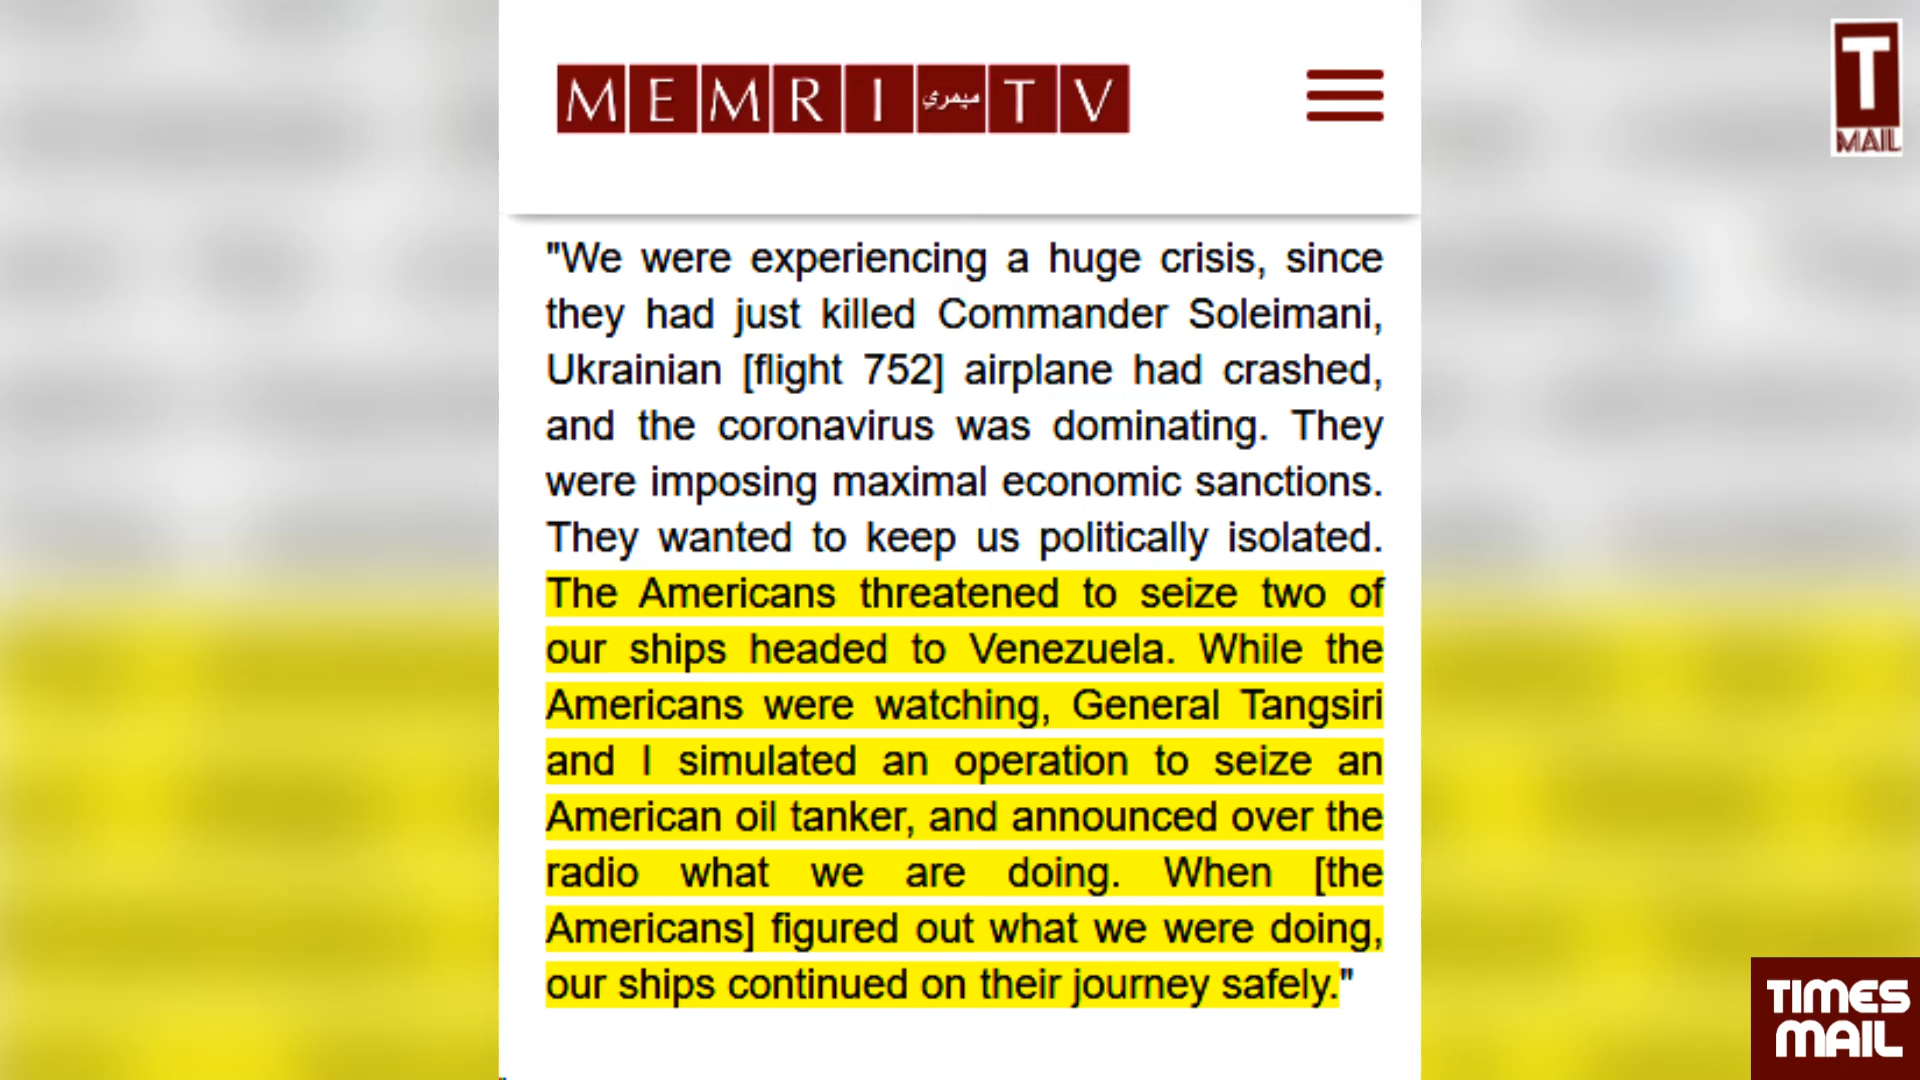 MEMRI ميمري TV
T
MAIL
"We were experiencing a huge crisis, since
they had just killed Commander Soleimani,
Ukrainian [flight 752] airplane had crashed,
and the coronavirus was dominating. They
were imposing maximal economic sanctions.
They wanted to keep us politically isolated.
The Americans threatened to seize two of
our ships headed to Venezuela. While the
Americans were watching, General Tangsiri
and I simulated an operation to seize an
American oil tanker, and announced over the
radio what we are doing. When [the
Americans] figured out what we were doing,
our ships continued on their journey safely."
TIMES
MAIL